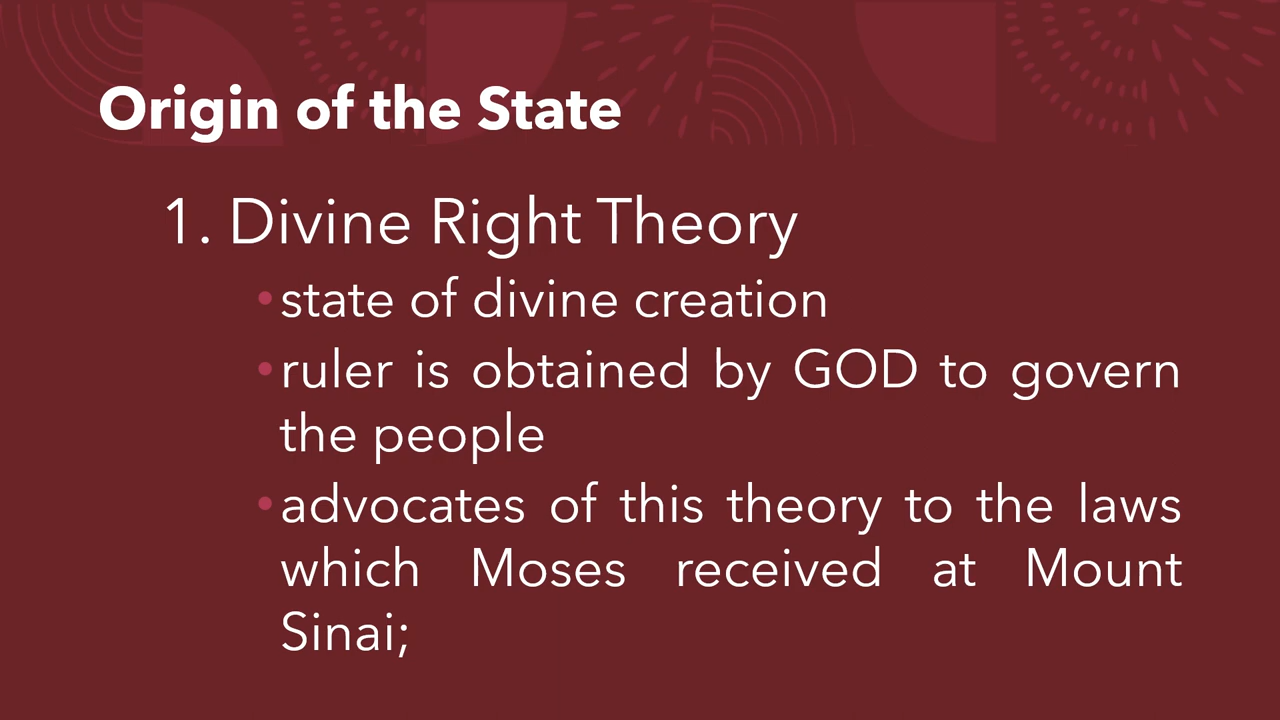 Origin of the State
1. Divine Right Theory
•state of divine creation
•ruler is obtained by GOD to govern
the people
•advocates of this theory to the laws
which Moses received at Mount
Sinai;